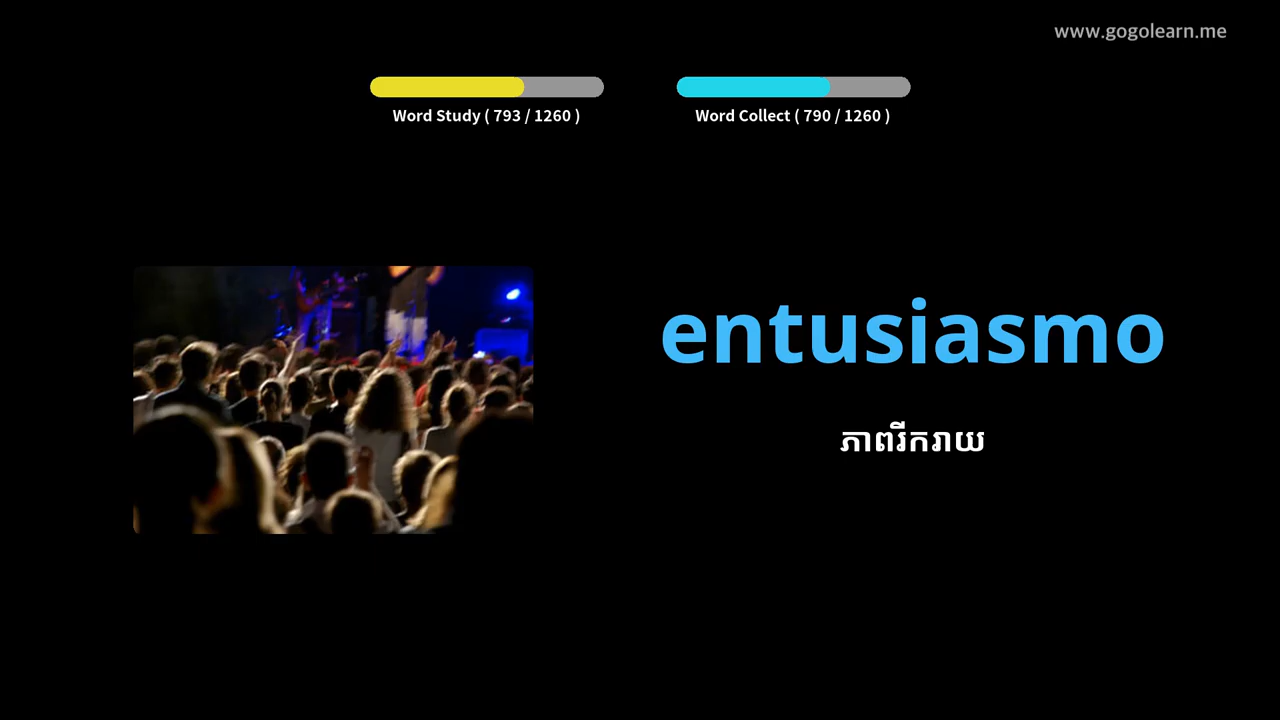 www.gogolearn.me
Word Study ( 793 / 1260 )
Word Collect ( 790 / 1260 )
entusiasmo
ភាពរីករាយ